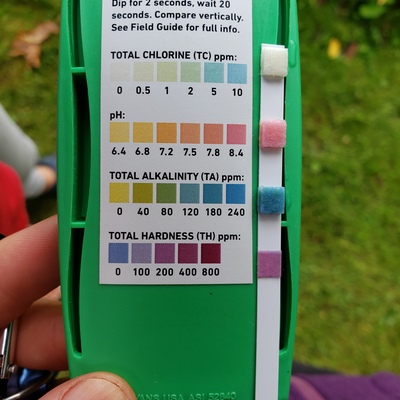 Dip for 2 seconds, wait 20
seconds. Compare vertically.
See Field Guide for full info.
TOTAL CHLORINE (TC) ppm:
0 0.5 1 2 5 10
pH:
6.4 6.8 7.2 7.5 7.8 8.4
TOTAL ALKALINITY (TA) ppm:
0 40 80 120 180 240
TOTAL HARDNESS (TH) ppm:
0 100 200 400 800